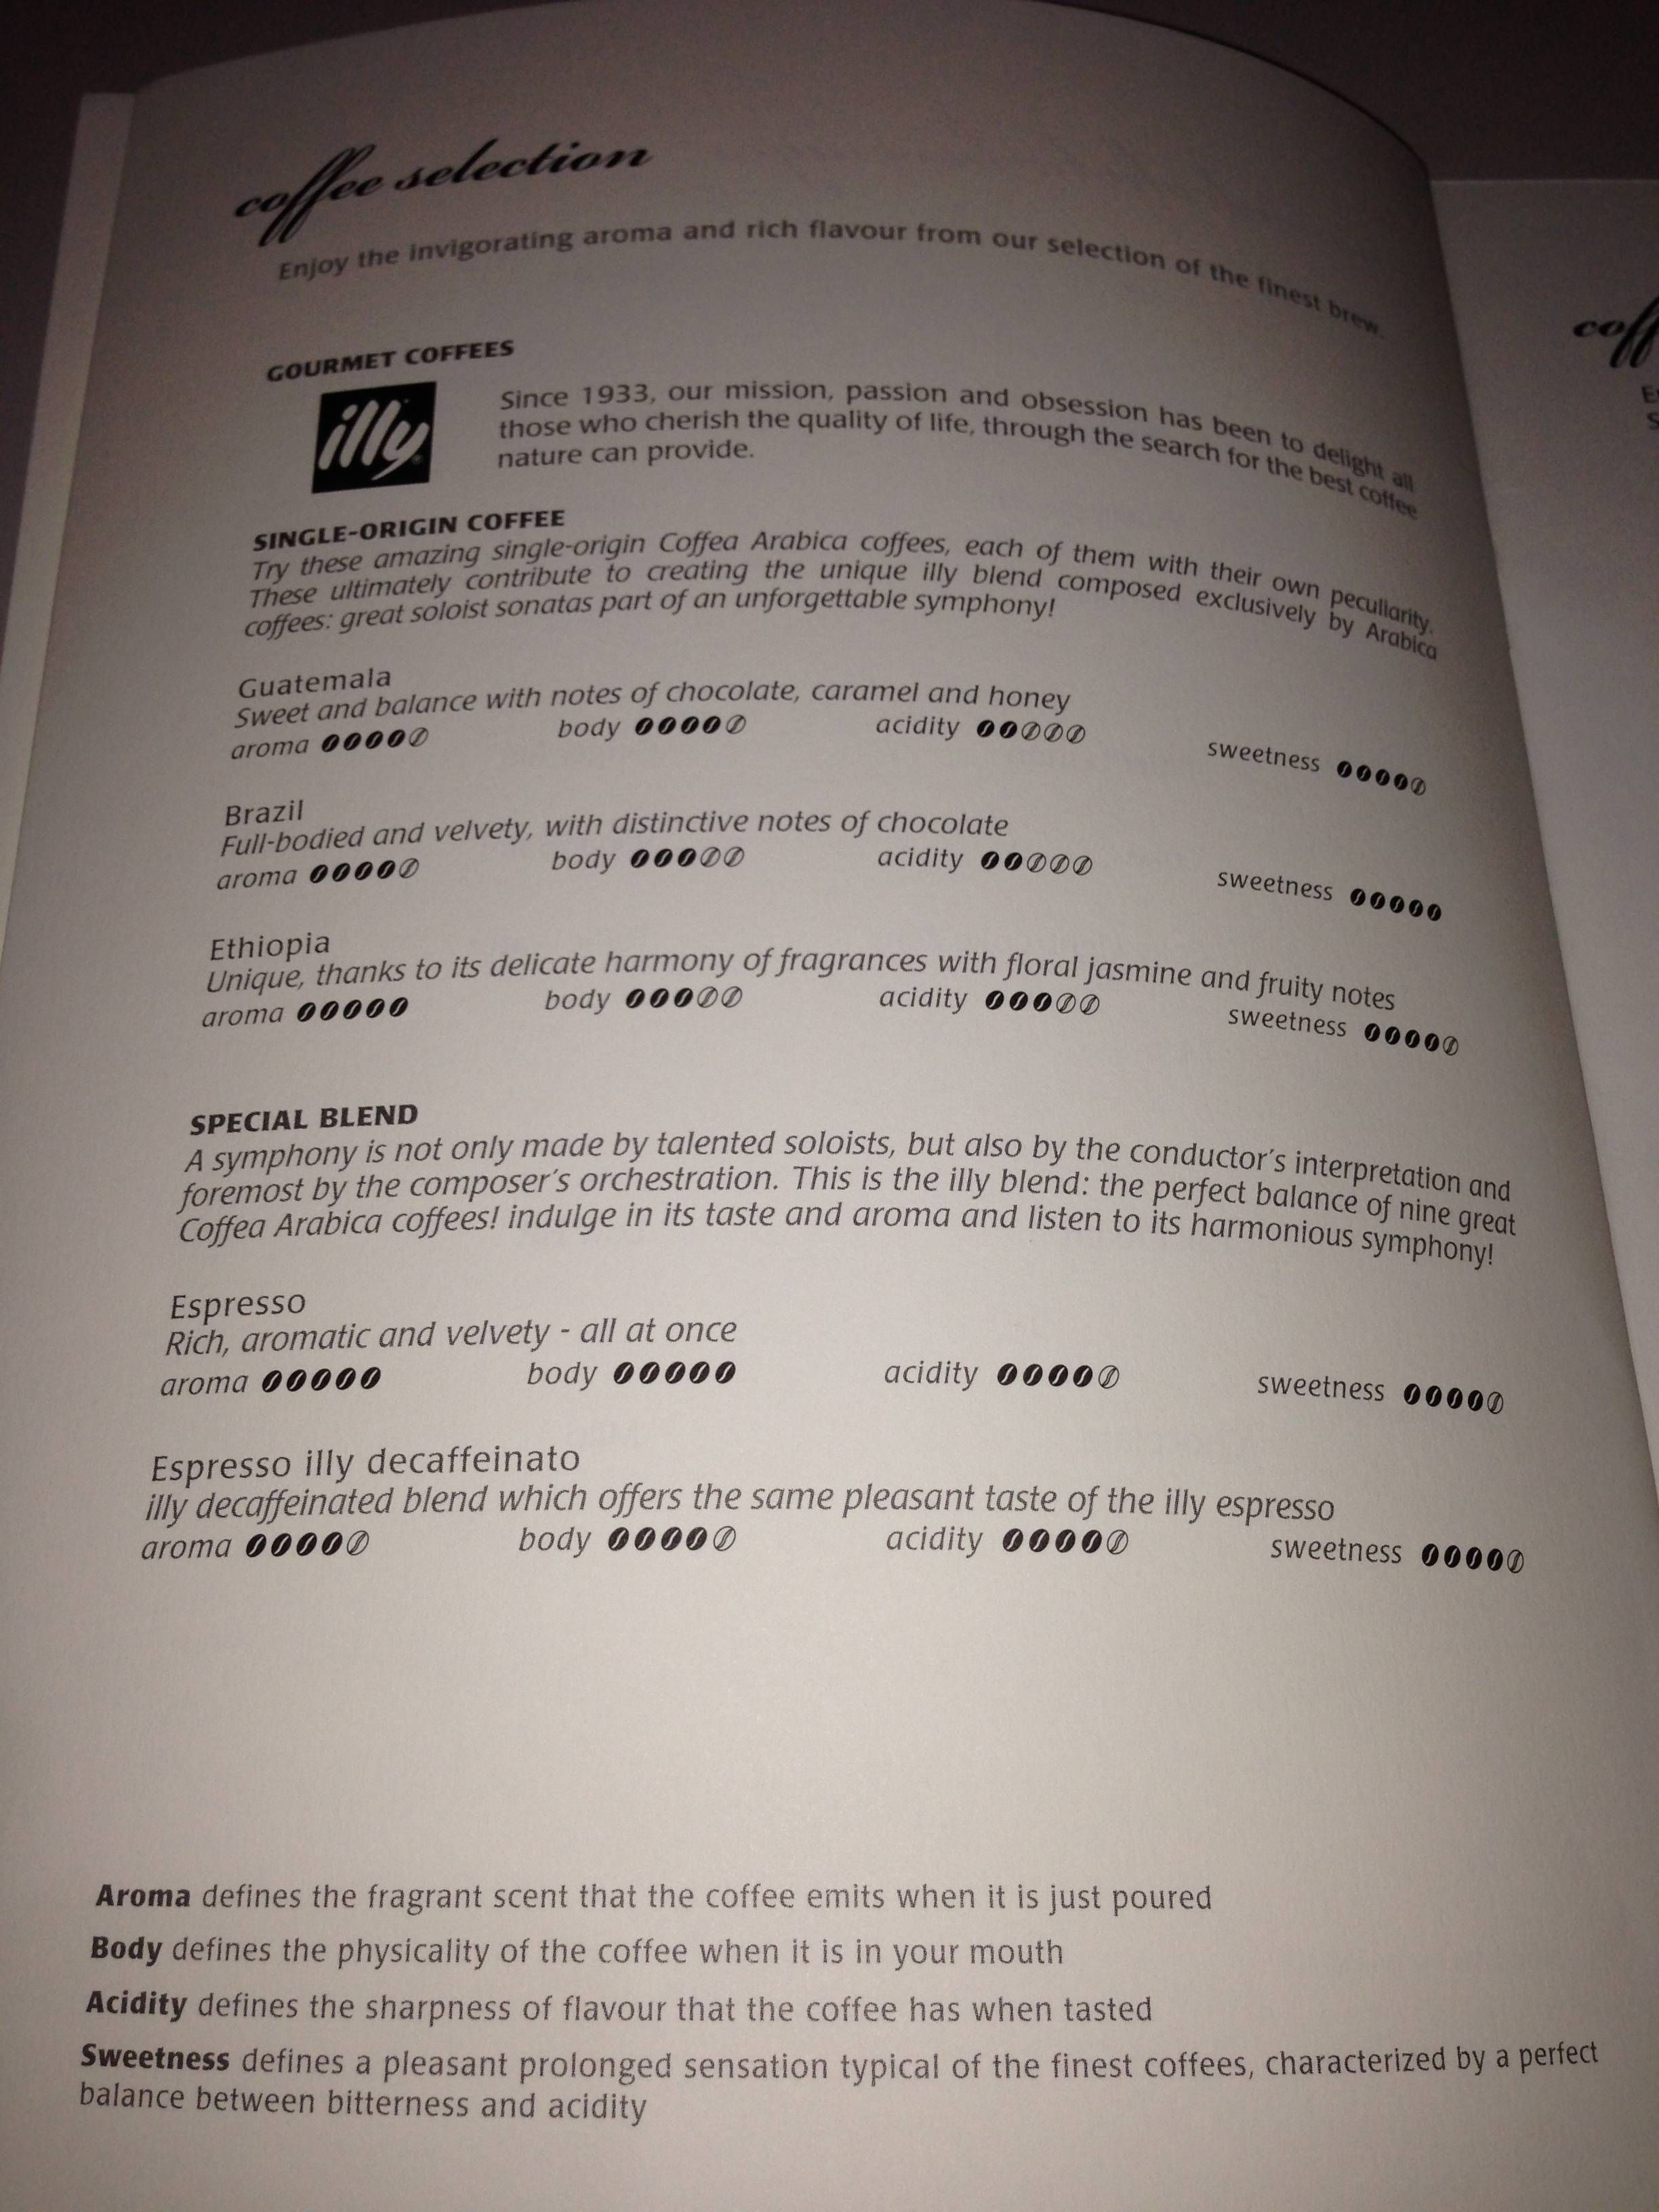 coffee selection
Enjoy the invigorating aroma and rich flavour from our selection of the finest brew.
GOURMET COFFEES
illy
Since 1933, our mission, passion and obsession has been to delight all
those who cherish the quality of life, through the search for the best coffee
nature can provide.
SINGLE-ORIGIN COFFEE
Try these amazing single-origin Coffea Arabica coffees, each of them with their own peculiarity.
These ultimately contribute to creating the unique illy blend composed exclusively by Arabica
coffees: great soloist sonatas part of an unforgettable symphony!
Guatemala
Sweet and balance with notes of chocolate, caramel and honey
aroma body acidity sweetness
Brazil
Full-bodied and velvety, with distinctive notes of chocolate
aroma body acidity sweetness
Ethiopia
Unique, thanks to its delicate harmony of fragrances with floral jasmine and fruity notes
aroma body acidity sweetness
SPECIAL BLEND
A symphony is not only made by talented soloists, but also by the conductor's interpretation and
foremost by the composer's orchestration. This is the illy blend: the perfect balance of nine great
Coffea Arabica coffees! indulge in its taste and aroma and listen to its harmonious symphony!
Espresso
Rich, aromatic and velvety - all at once
aroma body acidity sweetness
Espresso illy decaffeinato
illy decaffeinated blend which offers the same pleasant taste of the illy espresso
aroma body acidity sweetness
Aroma defines the fragrant scent that the coffee emits when it is just poured
Body defines the physicality of the coffee when it is in your mouth
Acidity defines the sharpness of flavour that the coffee has when tasted
Sweetness defines a pleasant prolonged sensation typical of the finest coffees, characterized by a perfect
balance between bitterness and acidity